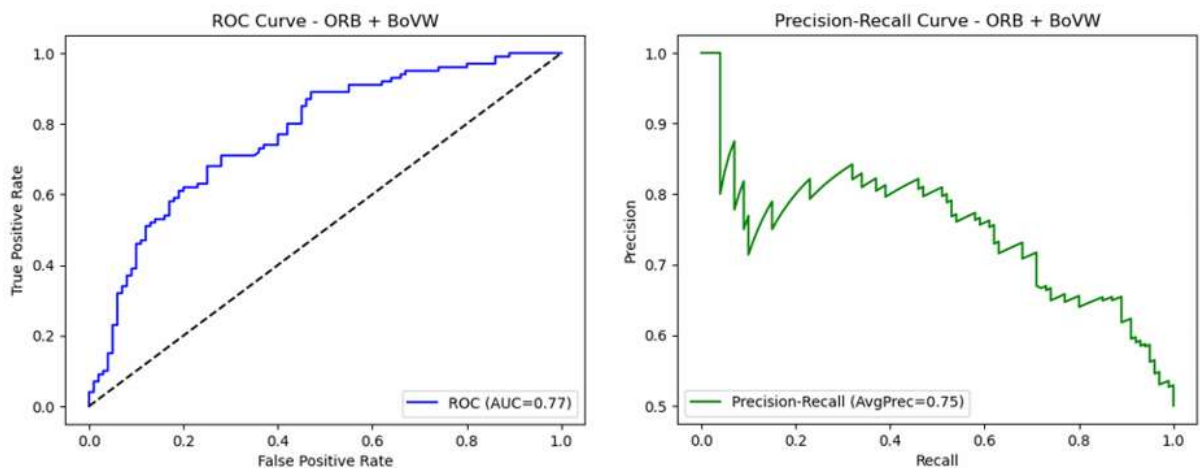 ROC Curve - ORB + BoVW
1.0
0.8
0.6
0.4
0.2
0.0
True Positive Rate
0.0 0.2 0.4 0.6 0.8 1.0
False Positive Rate
ROC (AUC=0.77)
Precision-Recall Curve - ORB + BoVW
1.0
0.9
0.8
0.7
0.6
0.5
Precision
0.0 0.2 0.4 0.6 0.8 1.0
Recall
Precision-Recall (AvgPrec=0.75)